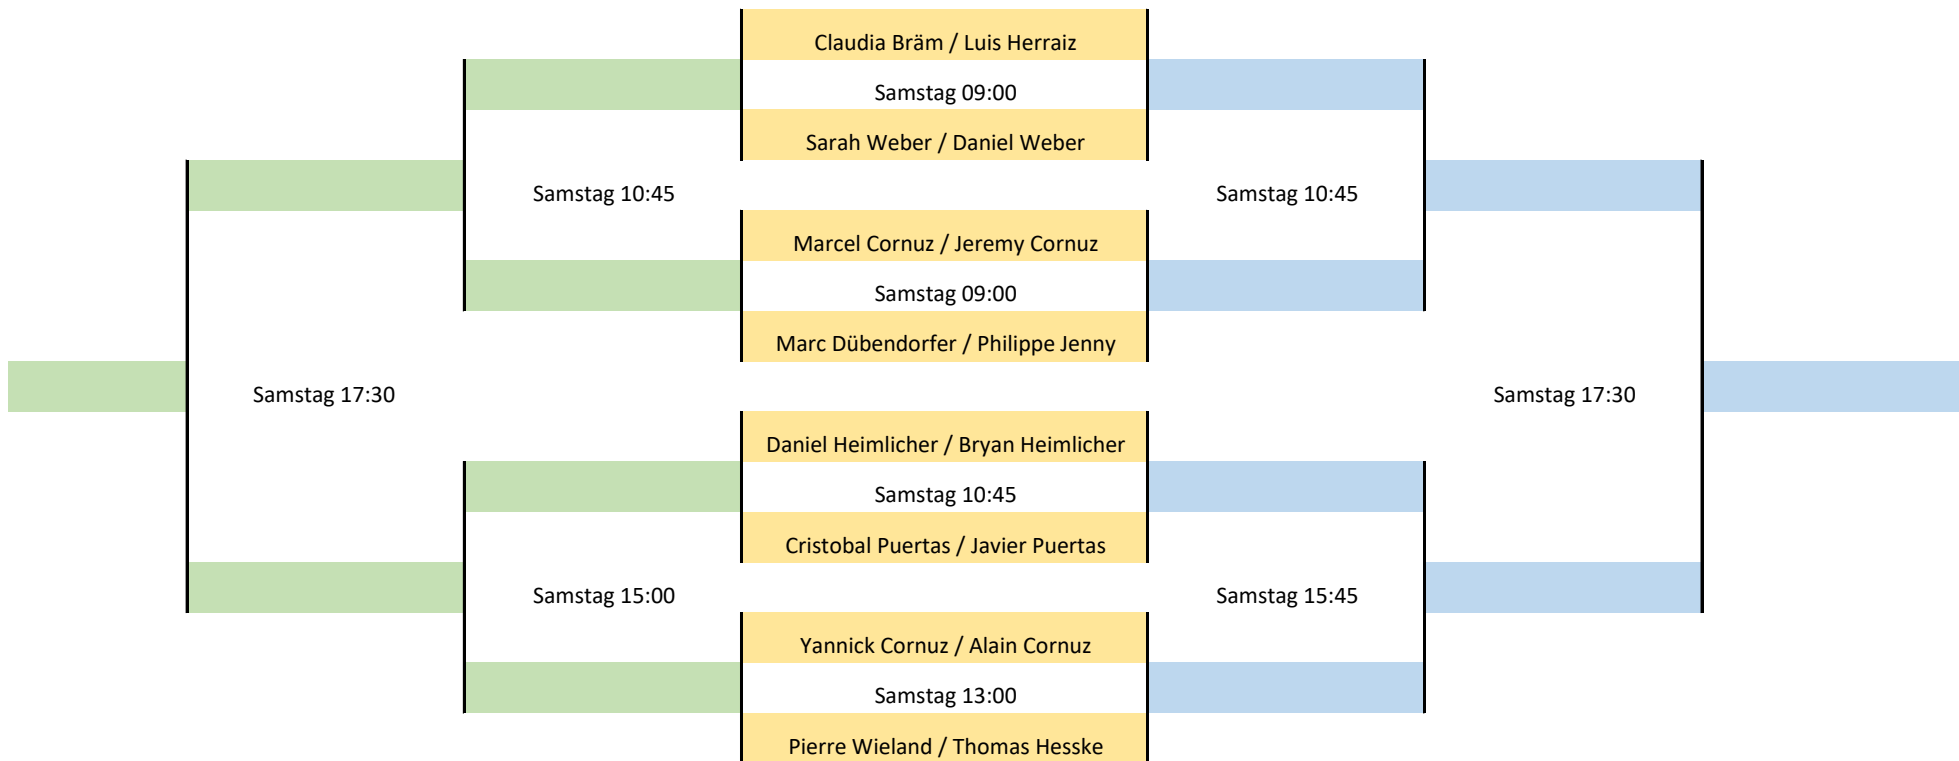 Claudia Bräm / Luis Herraiz
Samstag 09:00
Sarah Weber / Daniel Weber
Samstag 10:45
Samstag 10:45
Marcel Cornuz / Jeremy Cornuz
Samstag 09:00
Marc Dübendorfer / Philippe Jenny
Samstag 17:30
Samstag 17:30
Daniel Heimlicher / Bryan Heimlicher
Samstag 10:45
Cristobal Puertas / Javier Puertas
Samstag 15:00
Samstag 15:45
Yannick Cornuz / Alain Cornuz
Samstag 13:00
Pierre Wieland / Thomas Hesske